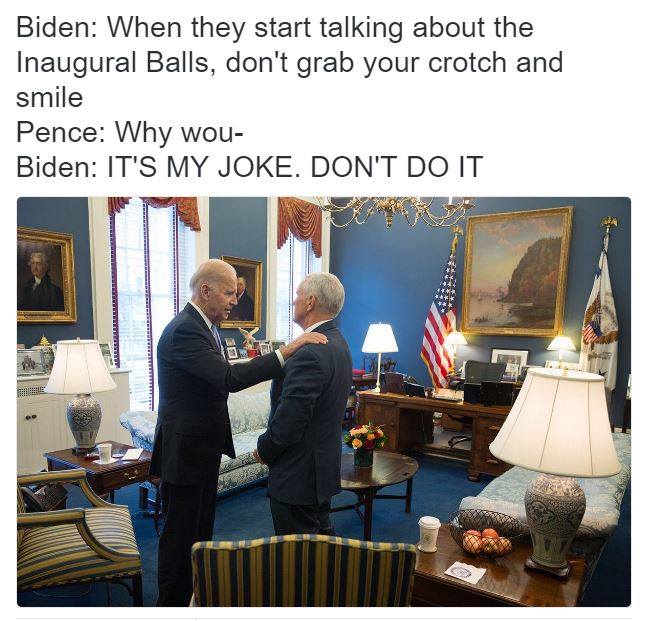 Biden: When they start talking about the
Inaugural Balls, don't grab your crotch and
smile
Pence: Why wou-
Biden: IT'S MY JOKE. DON'T DO IT